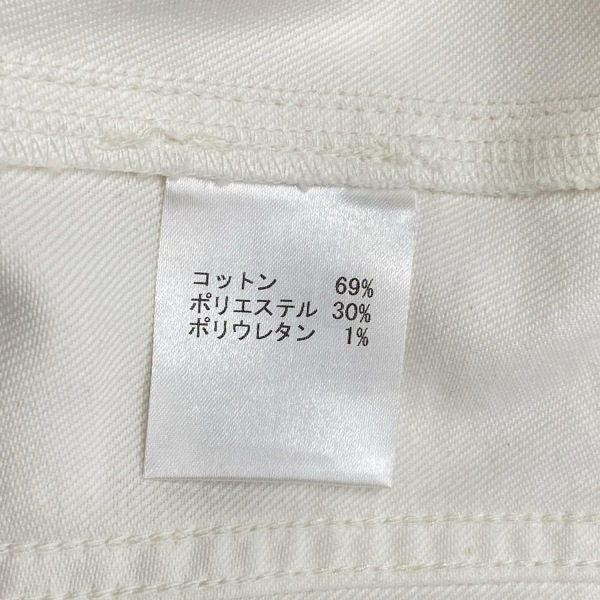 コットン 69%
ポリエステル 30%
ポリウレタン 1%